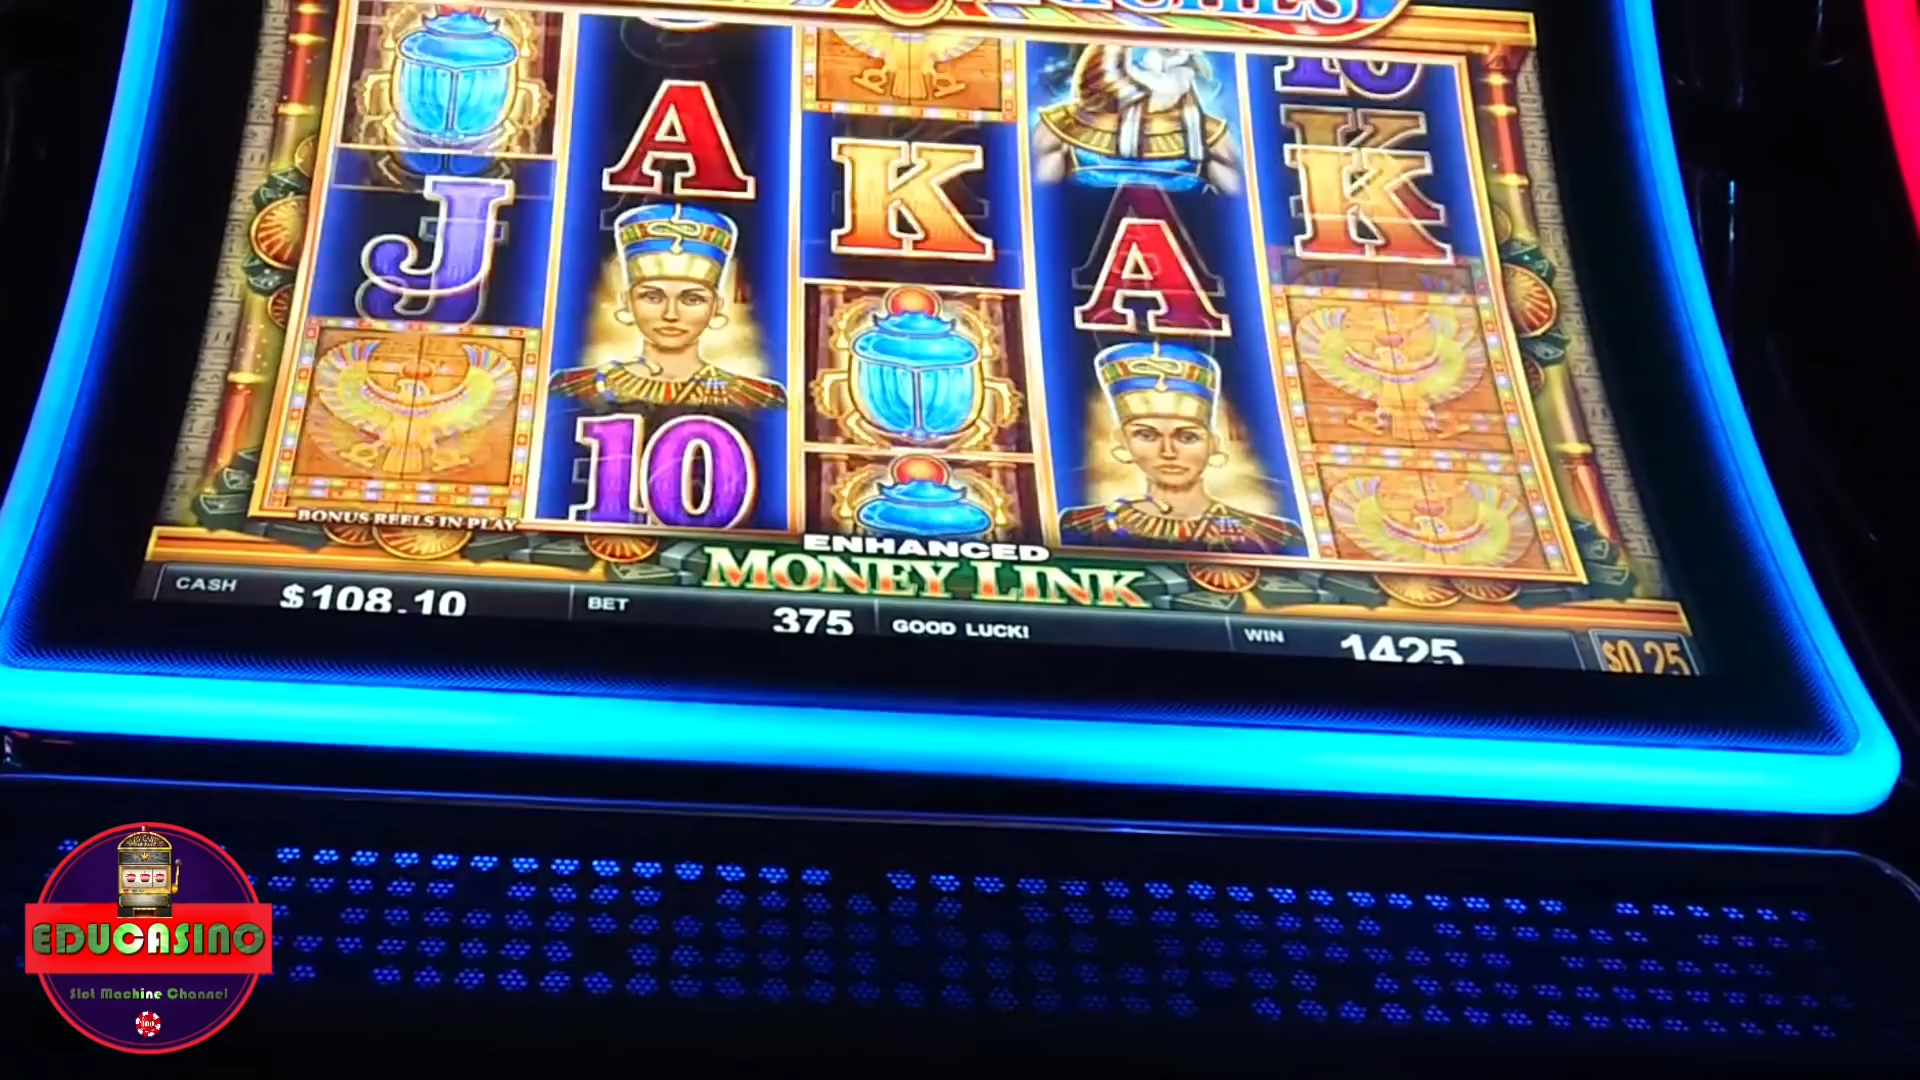 10
A
K
K
J
A
10
BONUS REELS IN PLAY
ENHANCED
MONEY LINK
CASH $108.10 BET 375 GOOD LUCK! WIN 1425 $0.25
EDUCASINO
Slot Machine Channel